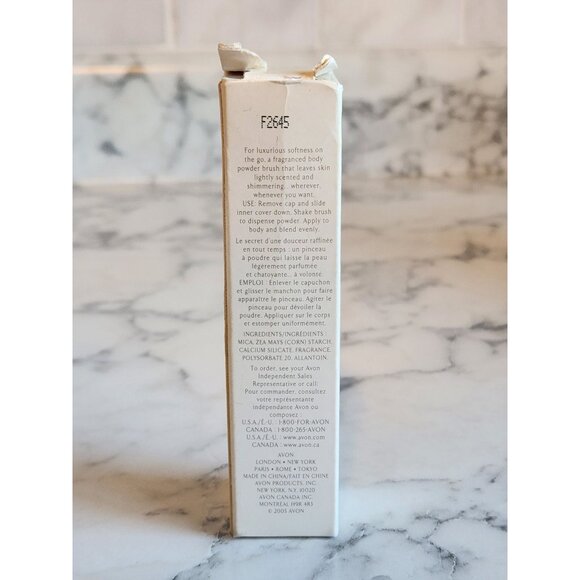 F2645
For luxurious softness on
the go, a fragranced body
powder brush that leaves skin
lightly scented and
shimmering... wherever,
whenever you want.
USE: Remove cap and slide
inner cover down. Shake brush
to dispense powder. Apply to
body and blend evenly.
Le secret d'une douceur raffinée
en tout temps : un pinceau
à poudre qui laisse la peau
légèrement parfumée
et chatoyante... à volonté.
EMPLOI : Enlever le capuchon
et glisser le manchon pour faire
apparaître le pinceau. Agiter le
pinceau pour dévoiler la
poudre. Appliquer sur le corps
et estomper uniformément.
INGREDIENTS/INGRÉDIENTS:
MICA, ZEA MAYS (CORN) STARCH,
CALCIUM SILICATE, FRAGRANCE,
POLYSORBATE 20, ALLANTOIN.
To order, see yout Avon
Independent Sales
Representative or call:
Pour commander, consultez
votre représentante
indépendante Avon ou
composez :
U.S.A./É.-U. : 1-800-FOR-AVON
CANADA : 1-800-265-AVON
U.S.A./É.-U. : www.avon.com
CANADA : www.avon.ca
AVON
LONDON • NEW YORK
PARIS • ROME • TOKYO
MADE IN CHINA/FAIT EN CHINE
AVON PRODUCTS, INC.
NEW YORK, N.Y. 10020
AVON CANADA INC.
MONTRÉAL H9R 4R3
© 2005 AVON